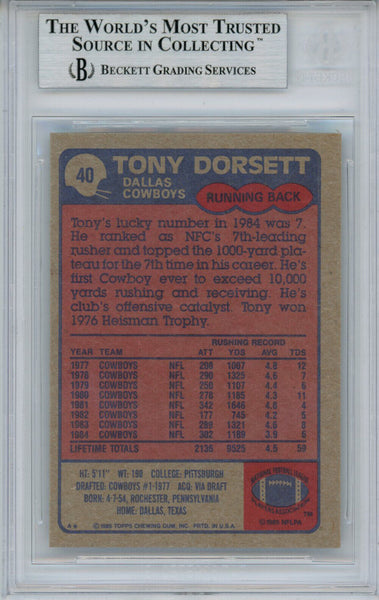 THE WORLD'S MOST TRUSTED
SOURCE IN COLLECTING™
B BECKETT GRADING SERVICES
40
TONY DORSETT
DALLAS
COWBOYS
RUNNING BACK
Tony's lucky number in 1984 was 7.
He ranked as NFC's 7th-leading
rusher and topped the 1000-yard pla-
teau for the 7th time in his career. He's
first Cowboy ever to exceed 10,000
yards rushing and receiving. He's
club's offensive catalyst. Tony won
1976 Heisman Trophy.
RUSHING RECORD
YEAR TEAM ATT YDS AVG TDS
1977 COWBOYS NFL 208 1007 4.8 12
1978 COWBOYS NFL 290 1325 4.6 7
1979 COWBOYS NFL 250 1107 4.4 6
1980 COWBOYS NFL 278 1185 4.3 11
1981 COWBOYS NFL 342 1646 4.8 4
1982 COWBOYS NFL 177 745 4.2 5
1983 COWBOYS NFL 289 1321 4.6 8
1984 COWBOYS NFL 302 1189 3.9 6
LIFETIME TOTALS 2136 9525 4.5 59
HT: 5'11" WT: 190 COLLEGE: PITTSBURGH
DRAFTED: COWBOYS #1-1977 ACQ: VIA DRAFT
BORN: 4-7-54, ROCHESTER, PENNSYLVANIA
HOME: DALLAS, TEXAS
A* © 1985 TOPPS CHEWING GUM, INC. PRTD. IN U.S.A.
NATIONAL FOOTBALL LEAGUE
PLAYERS ASSOCIATION
TM
© 1985 NFLPA